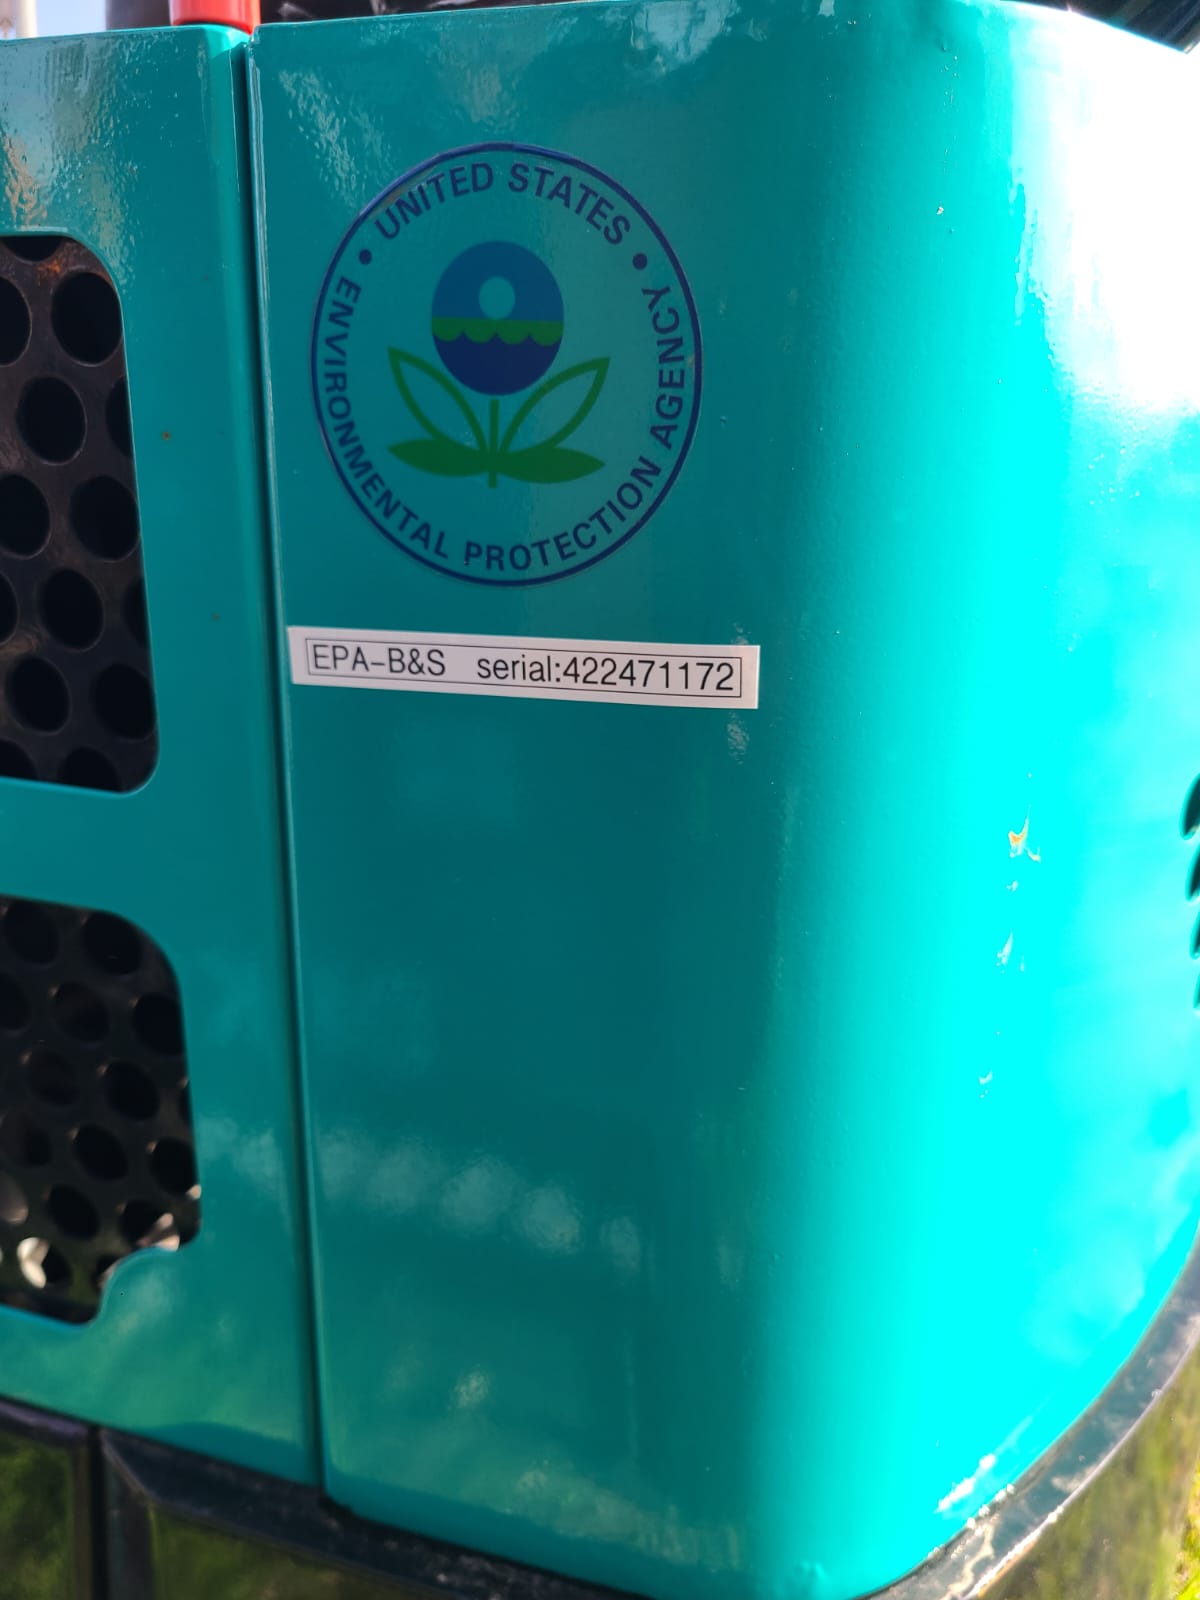 • UNITED STATES •
ENVIRONMENTAL PROTECTION AGENCY
EPA-B&S serial:422471172